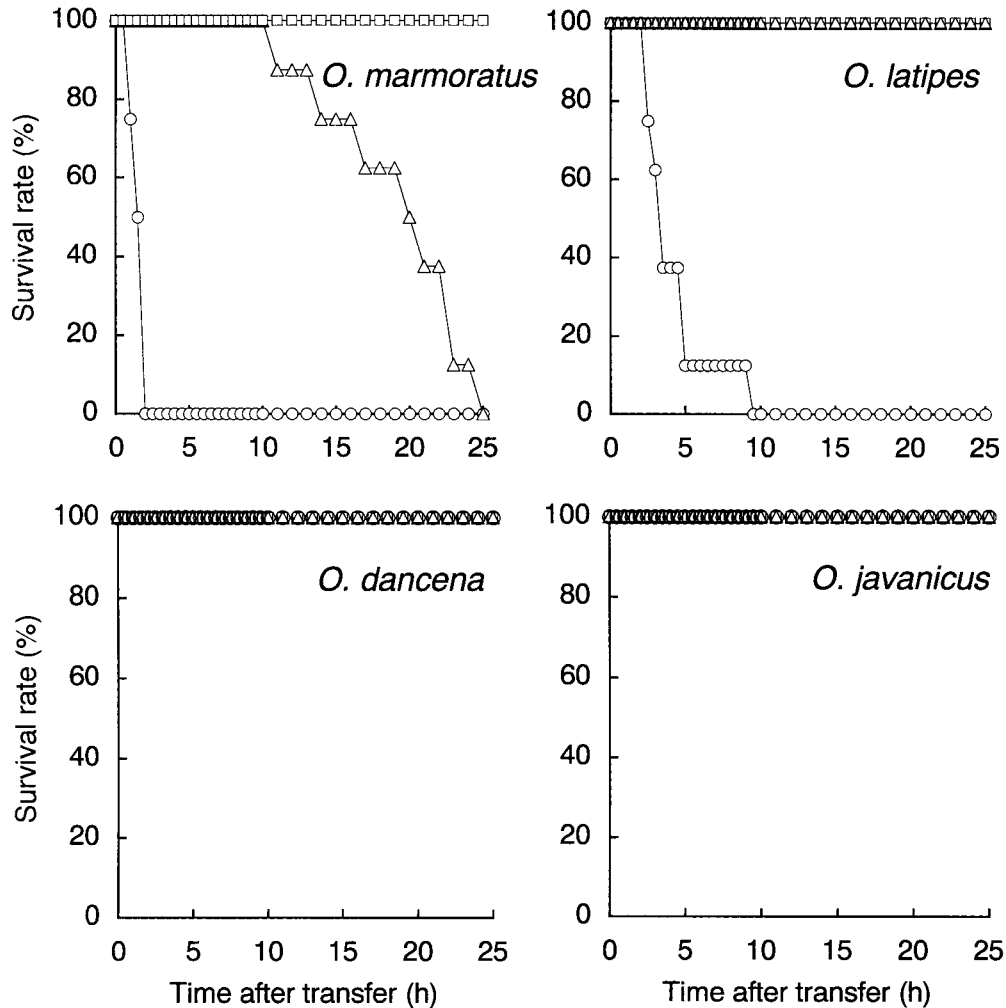 100
80
60
40
20
0
Survival rate (%)
O. marmoratus
0 5 10 15 20 25
100
80
60
40
20
0
O. latipes
0 5 10 15 20 25
100
80
60
40
20
0
Survival rate (%)
O. dancena
0 5 10 15 20 25
Time after transfer (h)
100
80
60
40
20
0
O. javanicus
0 5 10 15 20 25
Time after transfer (h)